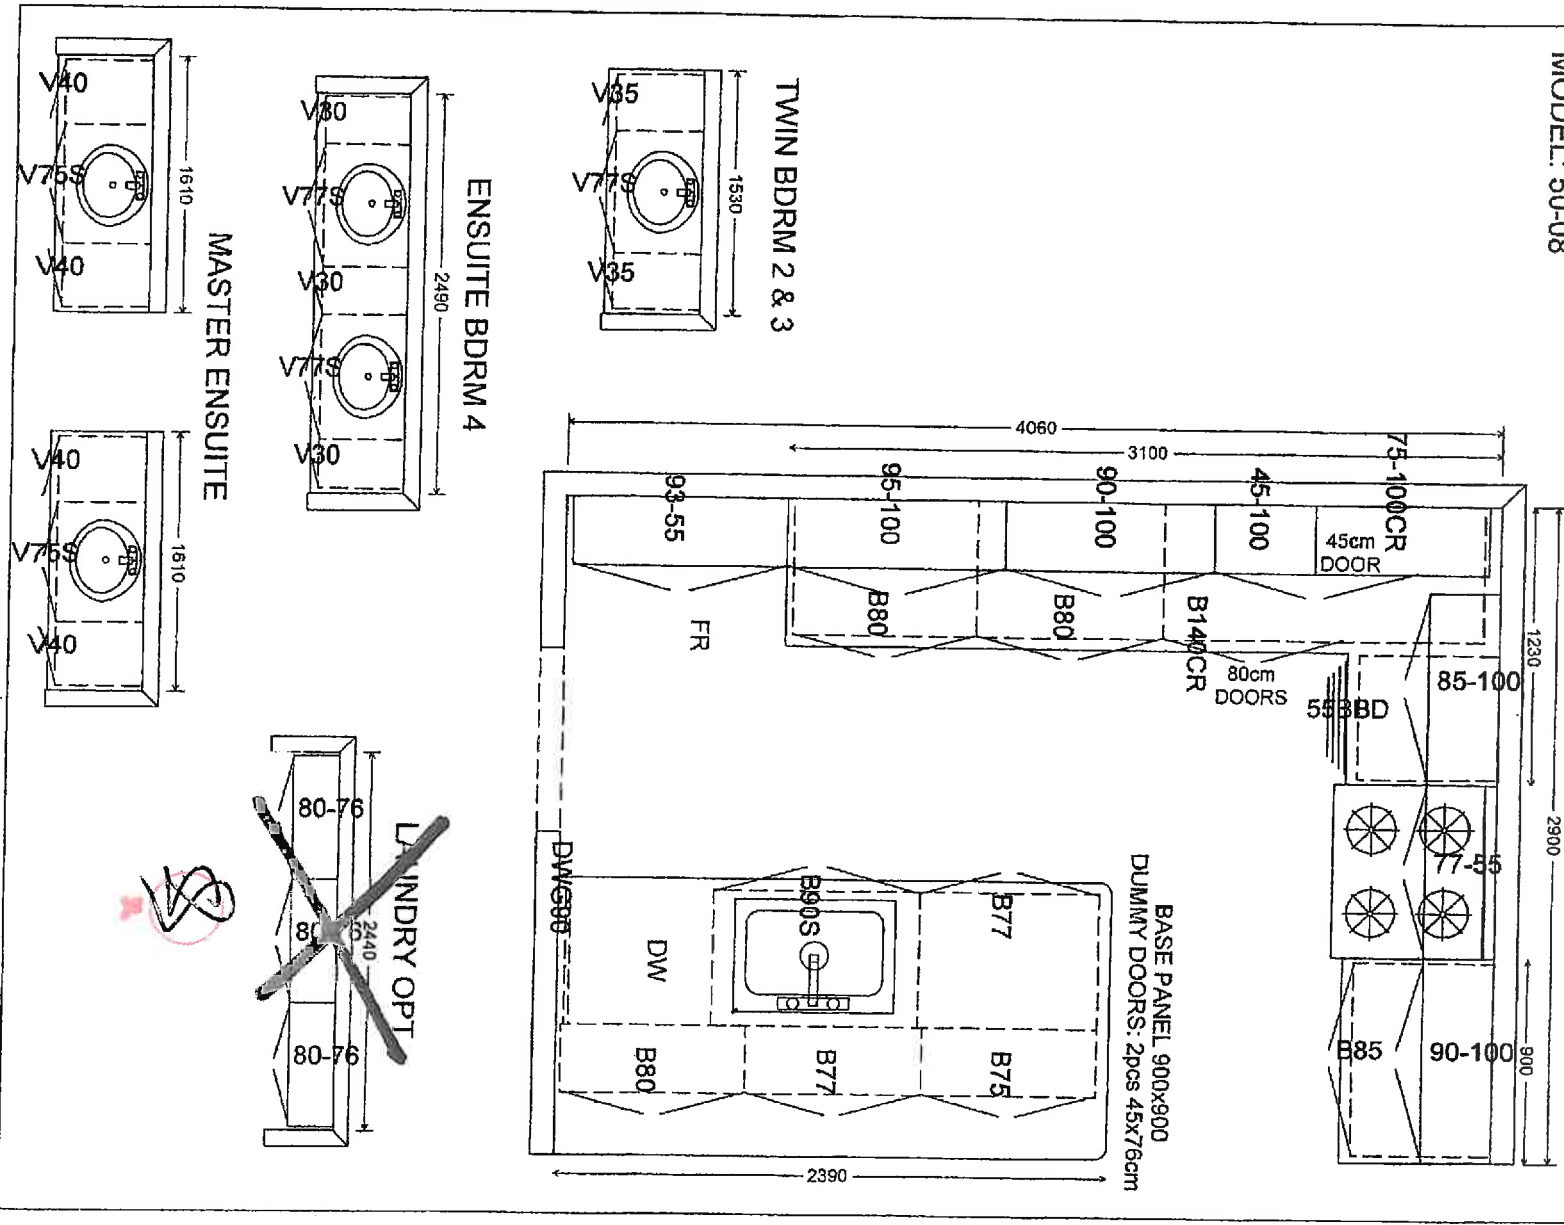 MODEL: 50-08
TWIN BDRM 2 & 3
V35
V77S
V35
1530
ENSUITE BDRM 4
V30
V77S
V30
V77S
V30
2490
MASTER ENSUITE
V40
V75S
V40
1610
V40
V75S
V40
1610
4060
3100
93-55
95-100
90-100
45-100
75-100CR
45cm
DOOR
FR
B80
B80
B140CR
80cm
DOORS
1230
2900
85-100
553BD
77-55
B85
90-100
900
BASE PANEL 900x900
DUMMY DOORS: 2pcs 45x76cm
DWG90
DW
B90S
B77
B80
B77
B75
2390
LAUNDRY OPT
2440
80-76
80-76
80-76